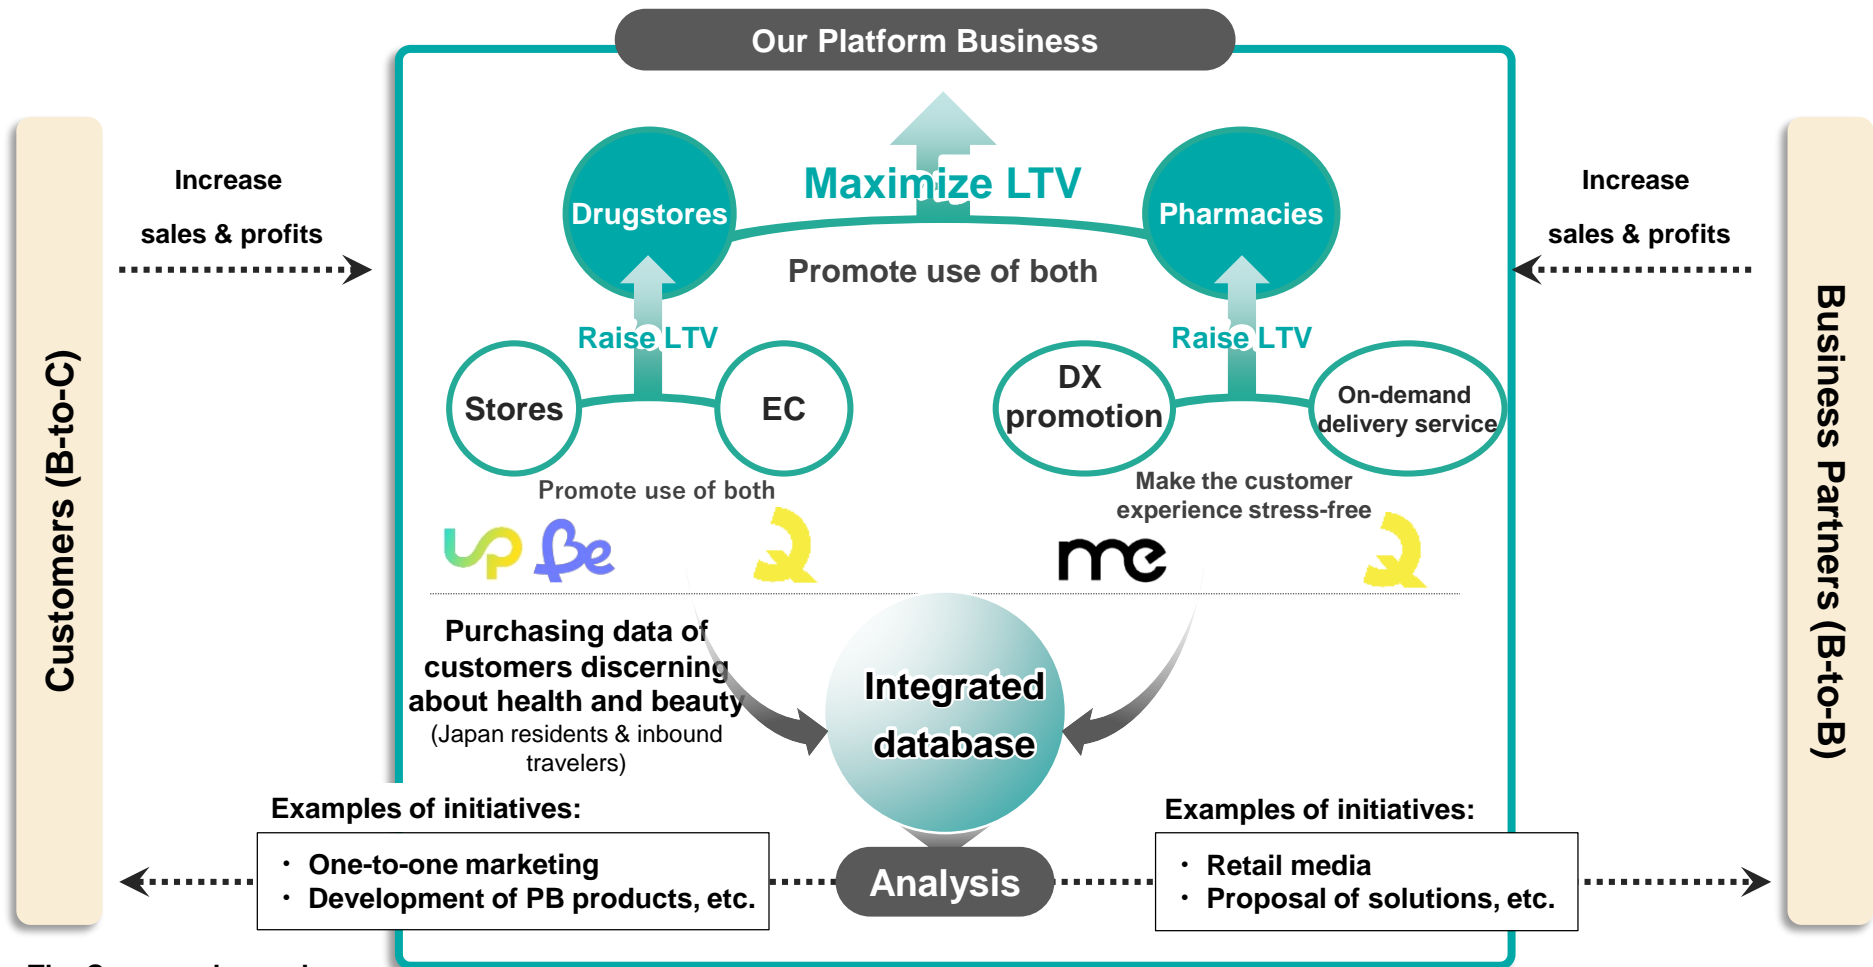 Our Platform Business
Customers (B-to-C)
Increase
sales & profits
Drugstores
Maximize LTV
Pharmacies
Promote use of both
Increase
sales & profits
Business Partners (B-to-B)
Raise LTV
Raise LTV
Stores
EC
DX
promotion
On-demand
delivery service
Promote use of both
Make the customer
experience stress-free
up
Be
Q
me
Q
Purchasing data of
customers discerning
about health and beauty
(Japan residents & inbound
travelers)
Integrated
database
Examples of initiatives:
・ One-to-one marketing
・ Development of PB products, etc.
Analysis
Examples of initiatives:
・ Retail media
・ Proposal of solutions, etc.